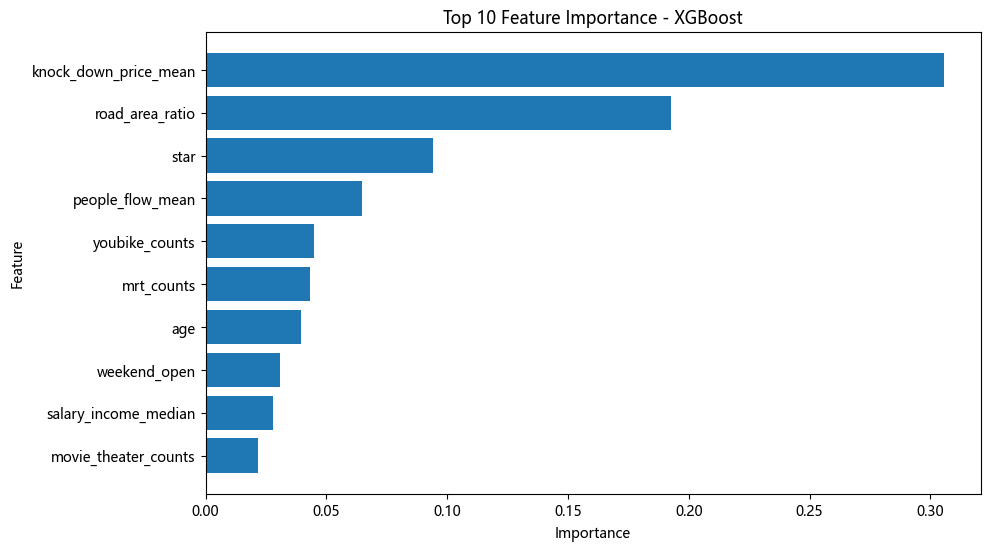 Top 10 Feature Importance - XGBoost
Feature
knock_down_price_mean
road_area_ratio
star
people_flow_mean
youbike_counts
mrt_counts
age
weekend_open
salary_income_median
movie_theater_counts
0.00 0.05 0.10 0.15 0.20 0.25 0.30
Importance